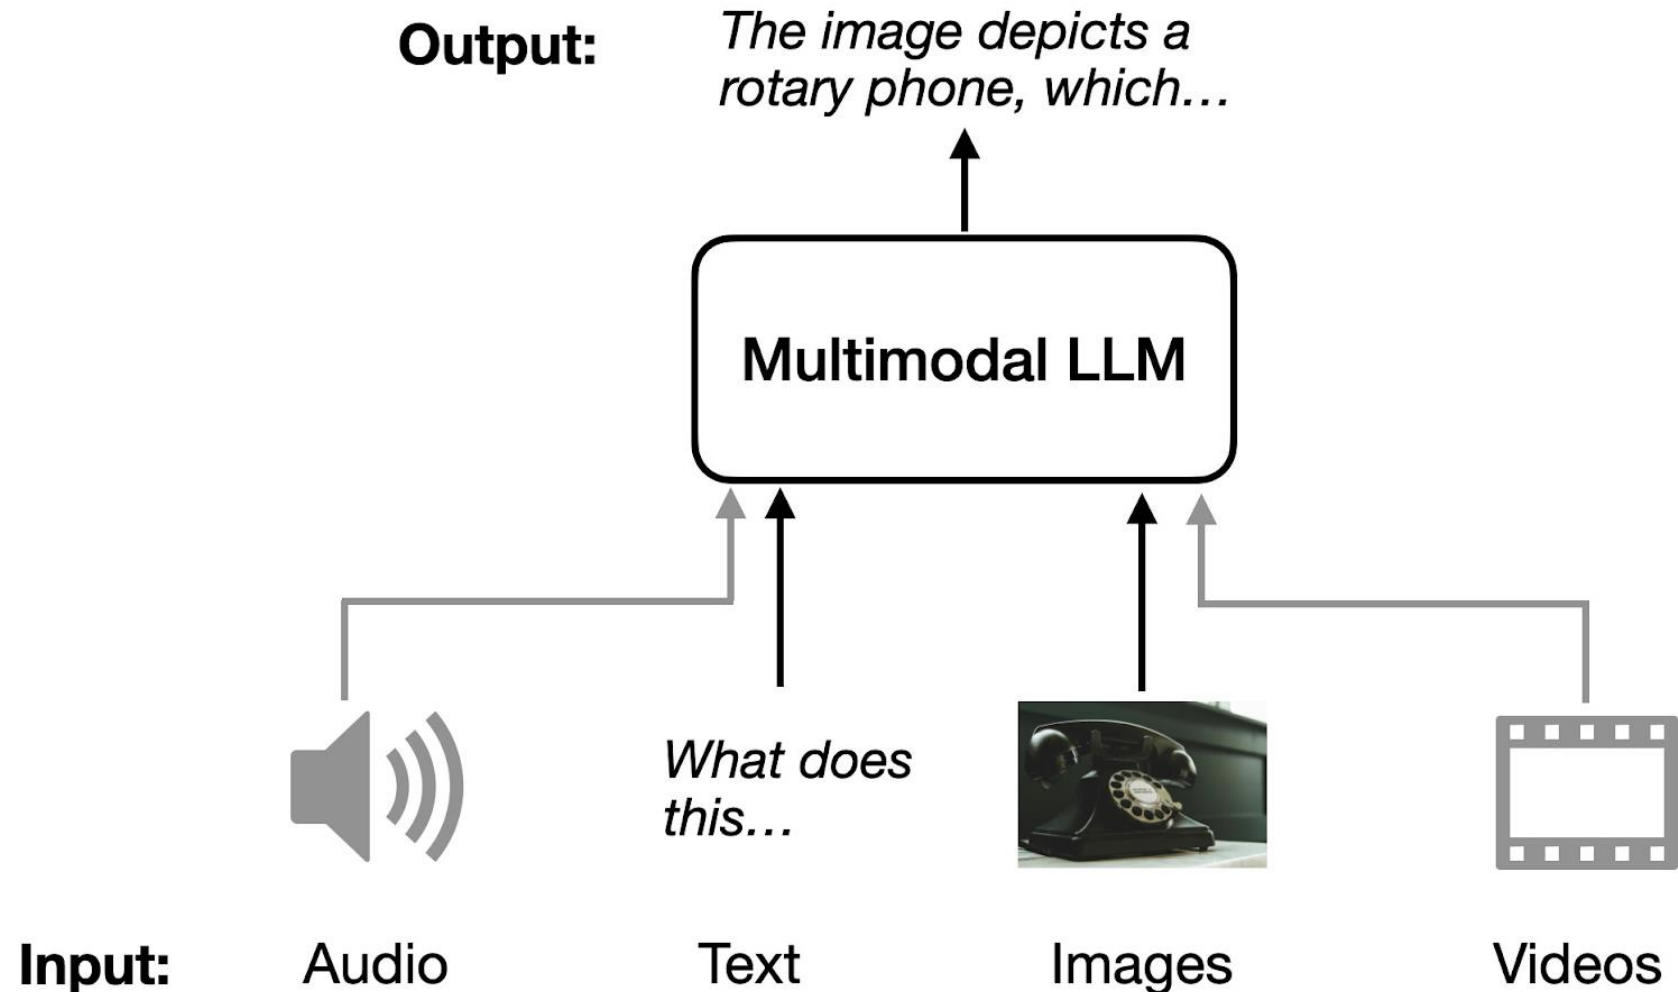 Output:
The image depicts a
rotary phone, which…
Multimodal LLM
What does
this…
Input:
Audio
Text
Images
Videos